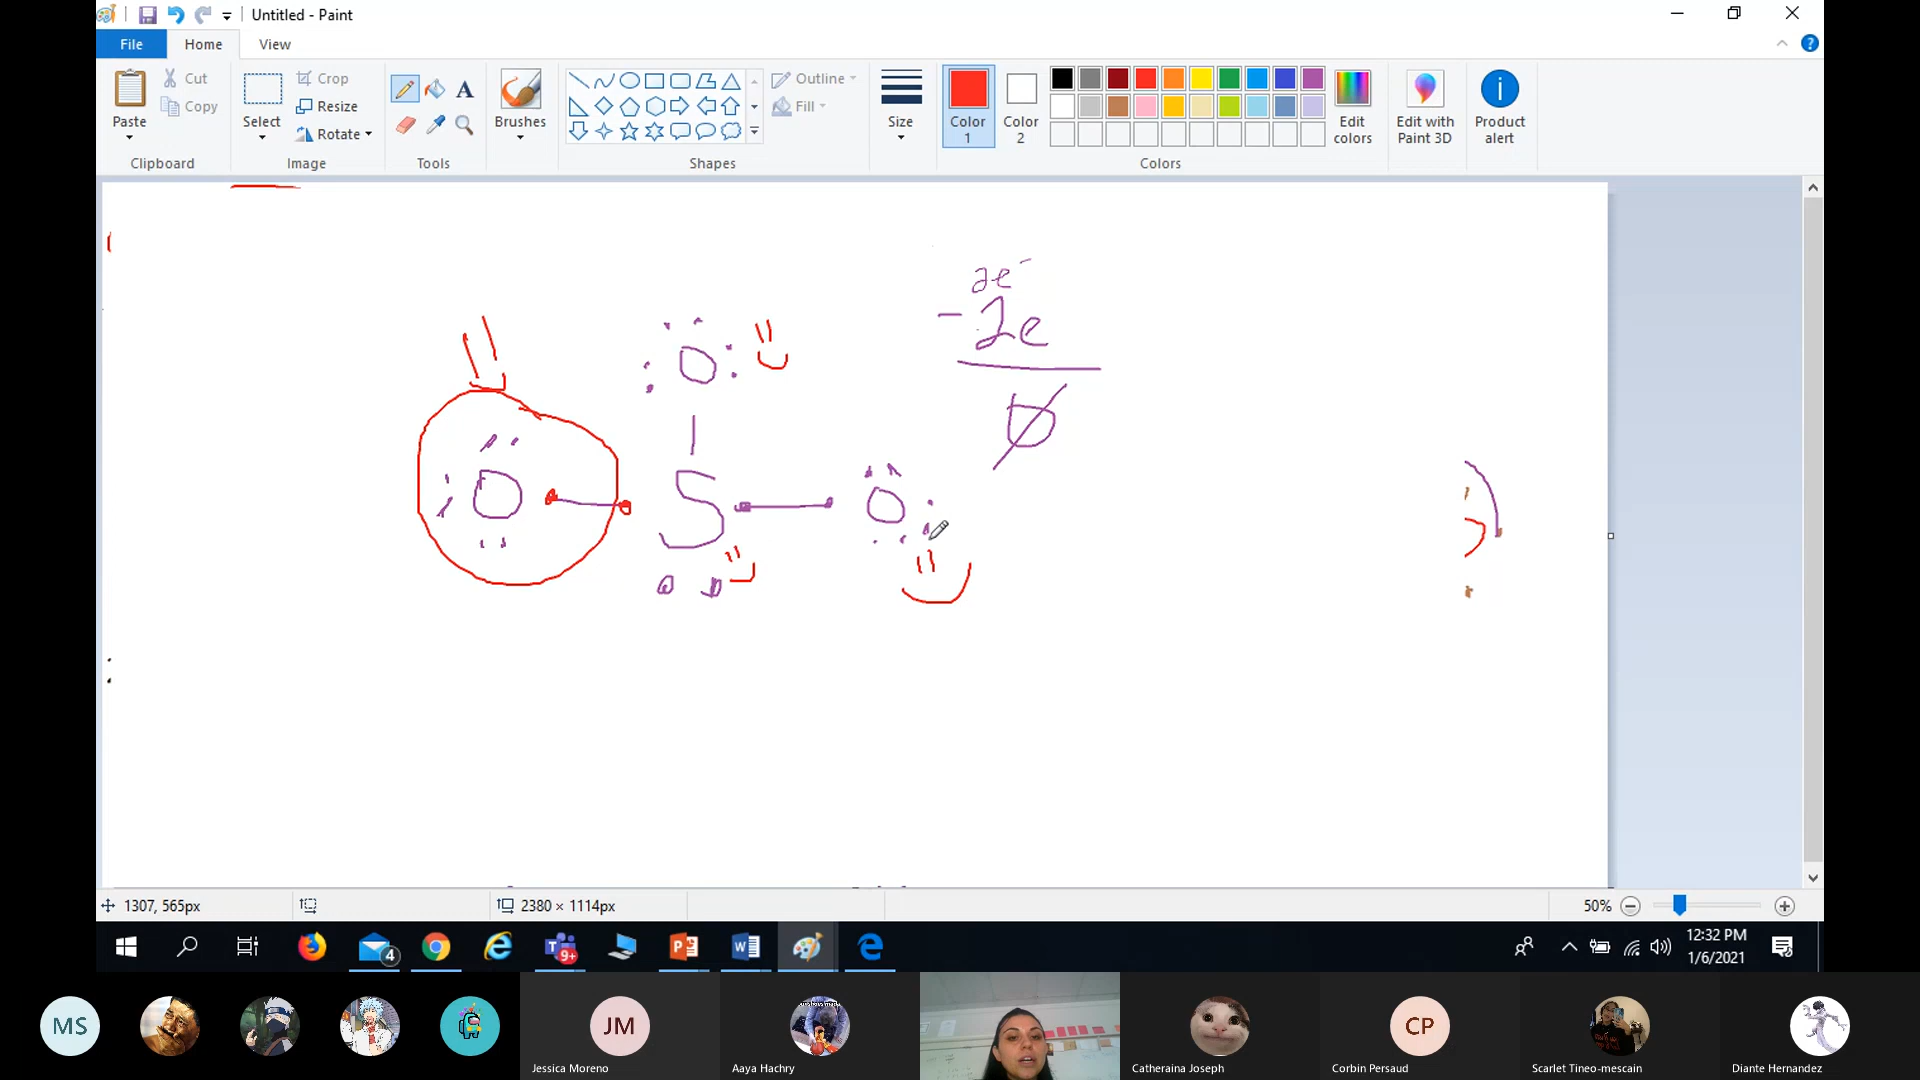 Untitled - Paint
File
Home
View
Cut
Copy
Paste
Clipboard
Select
Crop
Resize
Rotate
Image
Tools
A
Brushes
Outline
Fill
Shapes
Size
Color 1
Color 2
Edit colors
Colors
Edit with Paint 3D
Product alert
2e⁻
- 2e
O
O S O
1307, 565px
2380 × 1114px
50%
4
9+
12:32 PM
1/6/2021
MS
JM
CP
Jessica Moreno
Aaya Hachry
Catheraina Joseph
Corbin Persaud
Scarlet Tineo-mescain
Diante Hernandez